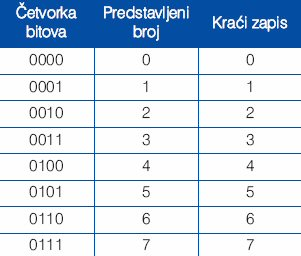 Četvorka bitova Predstavljeni broj Kraći zapis
0000 0 0
0001 1 1
0010 2 2
0011 3 3
0100 4 4
0101 5 5
0110 6 6
0111 7 7